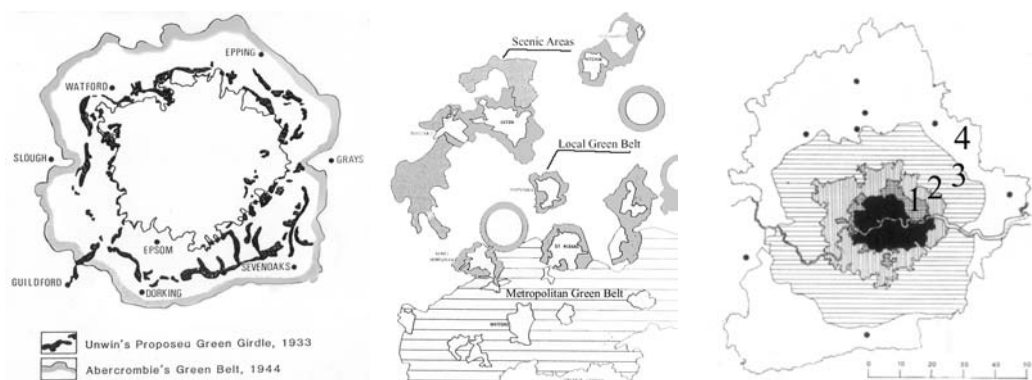 EPPING
WATFORD
SLOUGH
GRAYS
EPSOM
SEVENOAKS
GUILDFORD
DORKING
Unwin's Proposed Green Girdle, 1933
Abercrombie's Green Belt, 1944
Scenic Areas
Local Green Belt
ST ALBANS
Metropolitan Green Belt
WATFORD
4
3
2
1
0 10 20 30 40 50